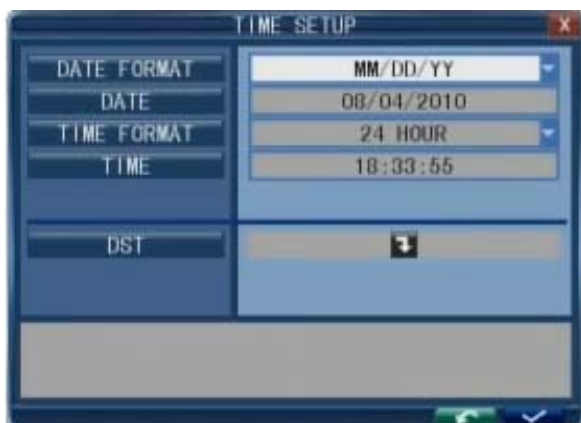 TIME SETUP X
DATE FORMAT MM/DD/YY
DATE 08/04/2010
TIME FORMAT 24 HOUR
TIME 18:33:55
DST